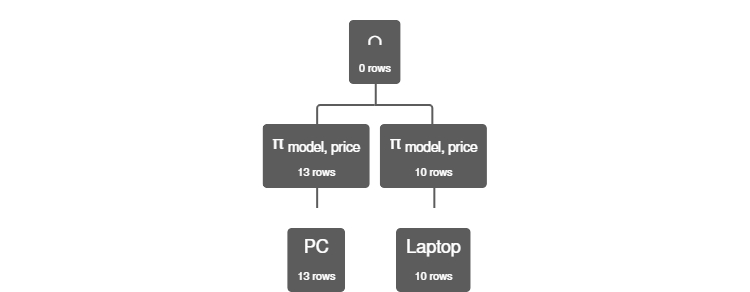 ∩
0 rows
π model, price
13 rows
π model, price
10 rows
PC
13 rows
Laptop
10 rows